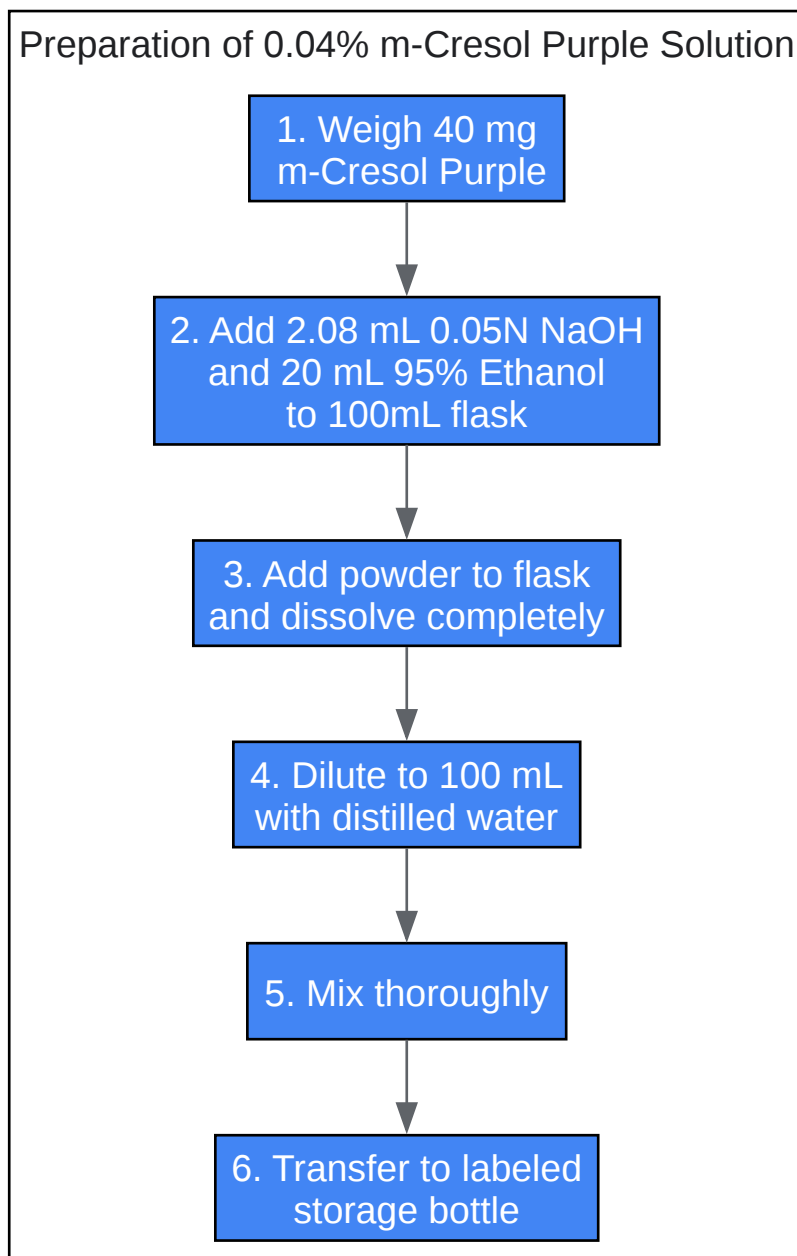 Preparation of 0.04% m-Cresol Purple Solution
1. Weigh 40 mg
m-Cresol Purple
2. Add 2.08 mL 0.05N NaOH
and 20 mL 95% Ethanol
to 100mL flask
3. Add powder to flask
and dissolve completely
4. Dilute to 100 mL
with distilled water
5. Mix thoroughly
6. Transfer to labeled
storage bottle